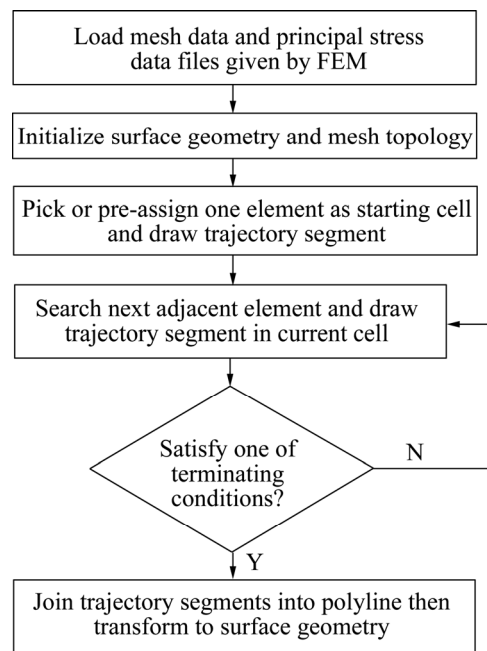 Load mesh data and principal stress
data files given by FEM
Initialize surface geometry and mesh topology
Pick or pre-assign one element as starting cell
and draw trajectory segment
Search next adjacent element and draw
trajectory segment in current cell
Satisfy one of
terminating
conditions?
N
Y
Join trajectory segments into polyline then
transform to surface geometry